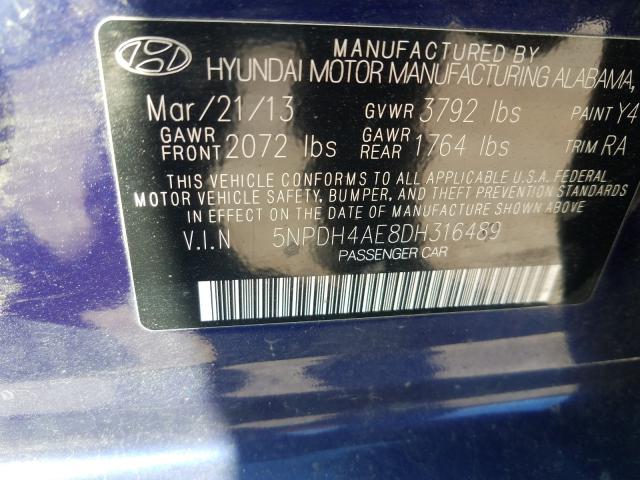 MANUFACTURED BY
HYUNDAI MOTOR MANUFACTURING ALABAMA,
Mar/21/13 GVWR 3792 lbs PAINT Y4
GAWR FRONT 2072 lbs GAWR REAR 1764 lbs TRIM RA
THIS VEHICLE CONFORMS TO ALL APPLICABLE U.S.A. FEDERAL
MOTOR VEHICLE SAFETY, BUMPER, AND THEFT PREVENTION STANDARDS
IN EFFECT ON THE DATE OF MANUFACTURE SHOWN ABOVE.
V.I.N 5NPDH4AE8DH316489
PASSENGER CAR